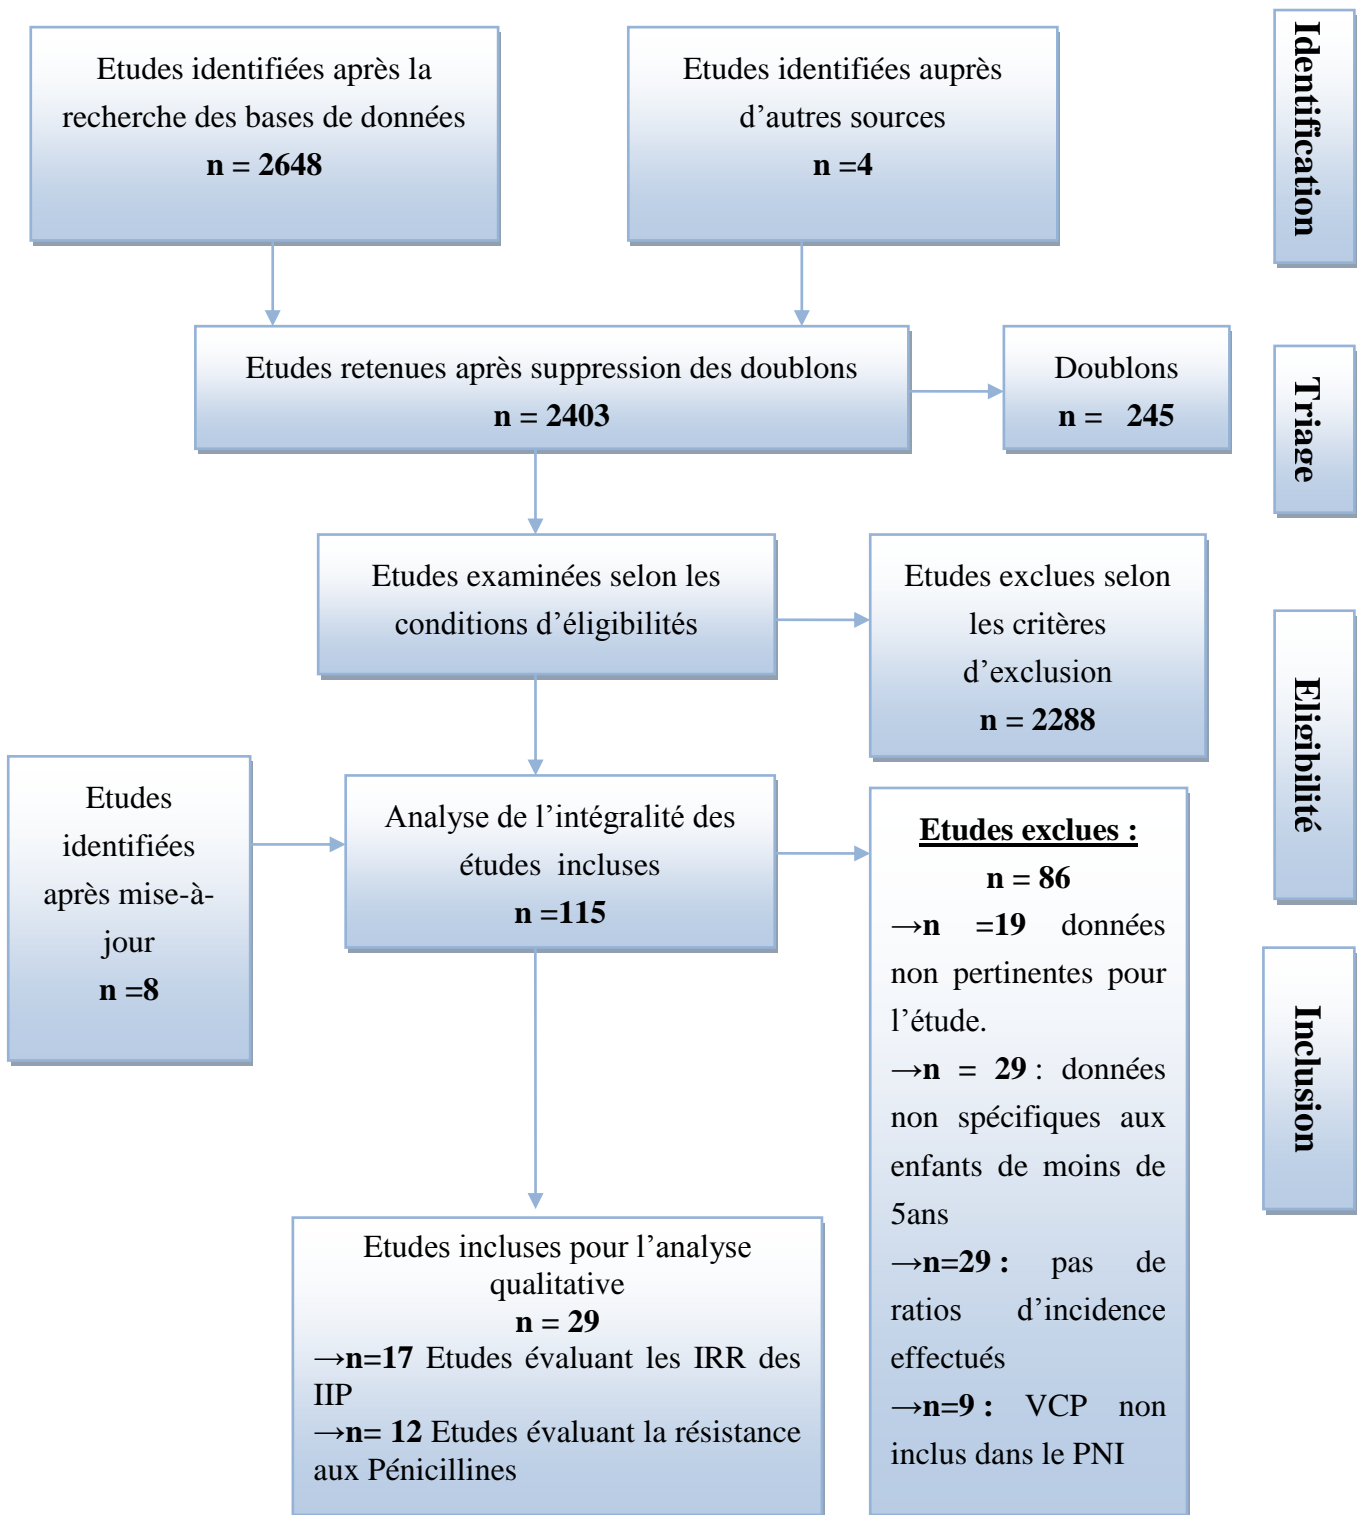 Etudes identifiées après la
recherche des bases de données
n = 2648
Etudes identifiées auprès
d’autres sources
n =4
Identification
Etudes retenues après suppression des doublons
n = 2403
Doublons
n = 245
Triage
Etudes examinées selon les
conditions d’éligibilités
Etudes exclues selon
les critères
d’exclusion
n = 2288
Eligibilité
Etudes
identifiées
après mise-à-
jour
n =8
Analyse de l’intégralité des
études incluses
n =115
Etudes exclues :
n = 86
→n =19 données
non pertinentes pour
l’étude.
→n = 29 : données
non spécifiques aux
enfants de moins de
5ans
→n=29 : pas de
ratios d’incidence
effectués
→n=9 : VCP non
inclus dans le PNI
Inclusion
Etudes incluses pour l’analyse
qualitative
n = 29
→n=17 Etudes évaluant les IRR des
IIP
→n= 12 Etudes évaluant la résistance
aux Pénicillines